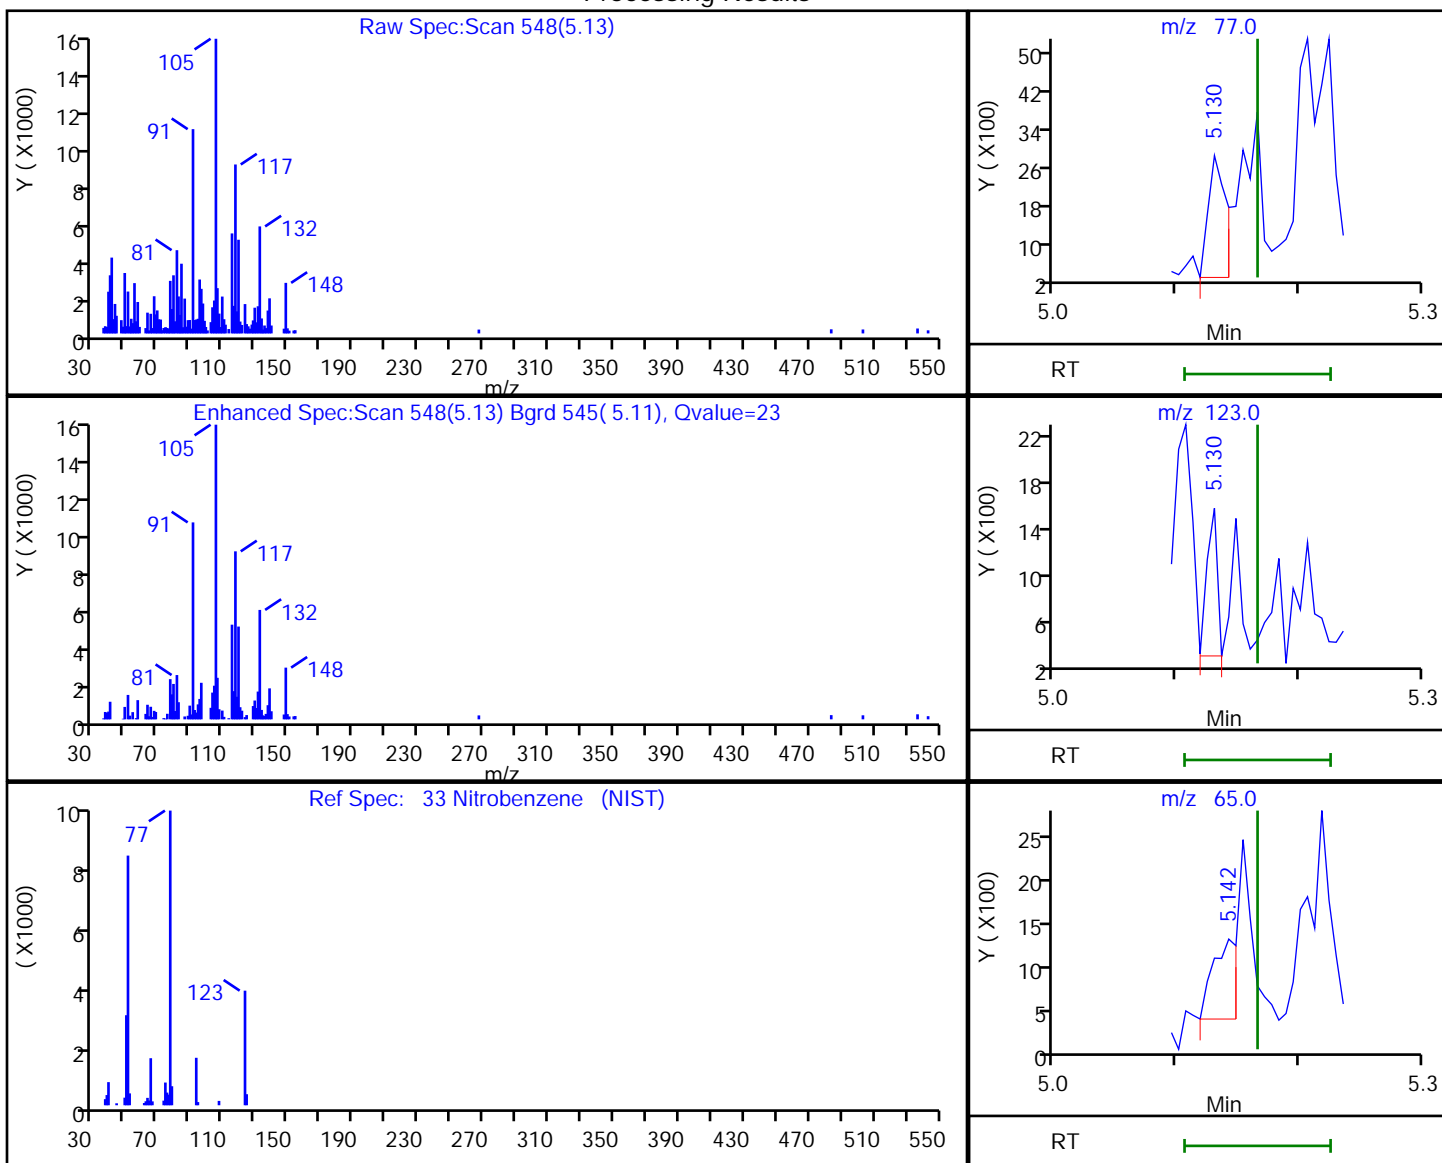 Processing Results
Raw Spec:Scan 548(5.13)
Y ( X1000)
16
14
12
10
8
6
4
2
0
105
91
117
132
81
148
30 70 110 150 190 230 270 310 350 390 430 470 510 550
m/z
m/z 77.0
Y ( X100)
50
42
34
26
18
10
2
5.130
5.0 5.3
Min
RT
Enhanced Spec:Scan 548(5.13) Bgrd 545( 5.11), Qvalue=23
Y ( X1000)
16
14
12
10
8
6
4
2
0
105
91
117
132
81
148
30 70 110 150 190 230 270 310 350 390 430 470 510 550
m/z
m/z 123.0
Y ( X100)
22
18
14
10
6
2
5.130
5.0 5.3
Min
RT
Ref Spec: 33 Nitrobenzene (NIST)
( X1000)
10
8
6
4
2
0
77
123
30 70 110 150 190 230 270 310 350 390 430 470 510 550
m/z 65.0
Y ( X100)
25
20
15
10
5
0
5.142
5.0 5.3
Min
RT